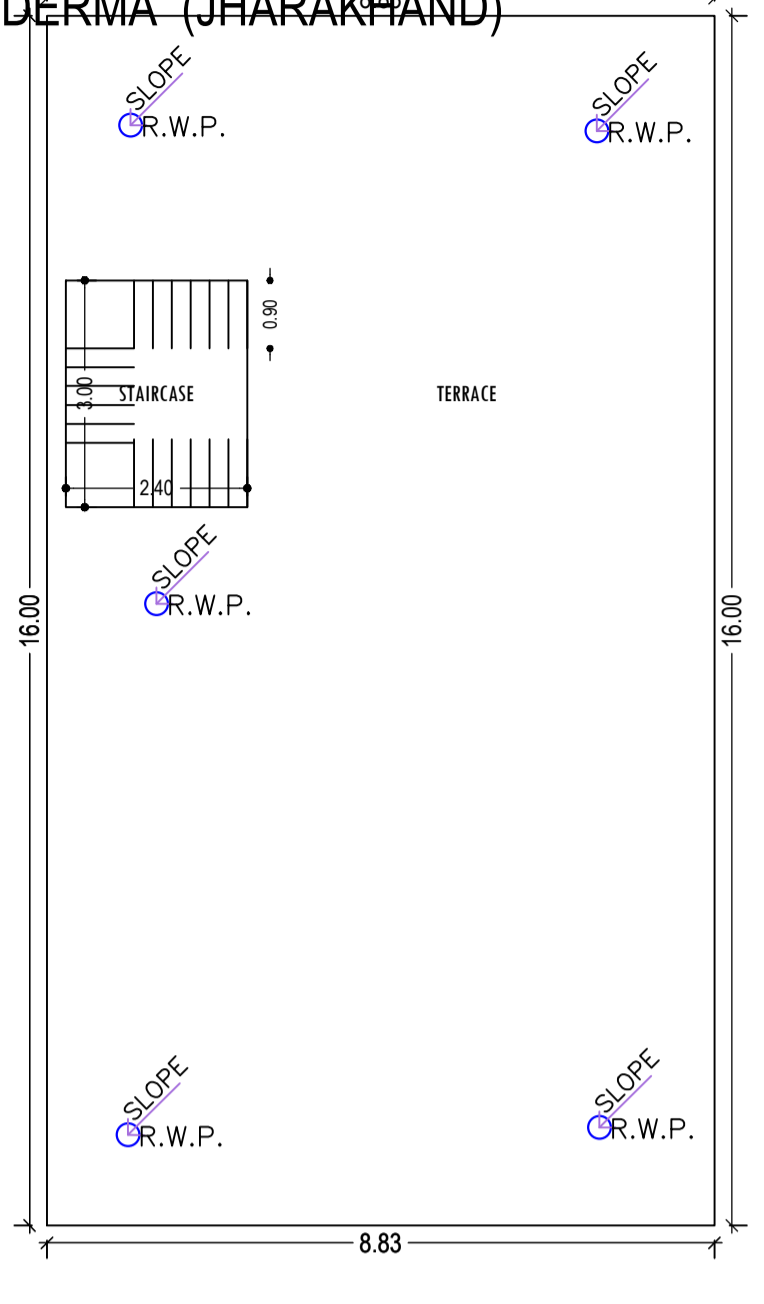 DERMA (JHARAKHAND)
SLOPE
R.W.P.
SLOPE
R.W.P.
0.90
3.00
STAIRCASE
TERRACE
2.40
SLOPE
R.W.P.
16.00
16.00
SLOPE
R.W.P.
SLOPE
R.W.P.
8.83